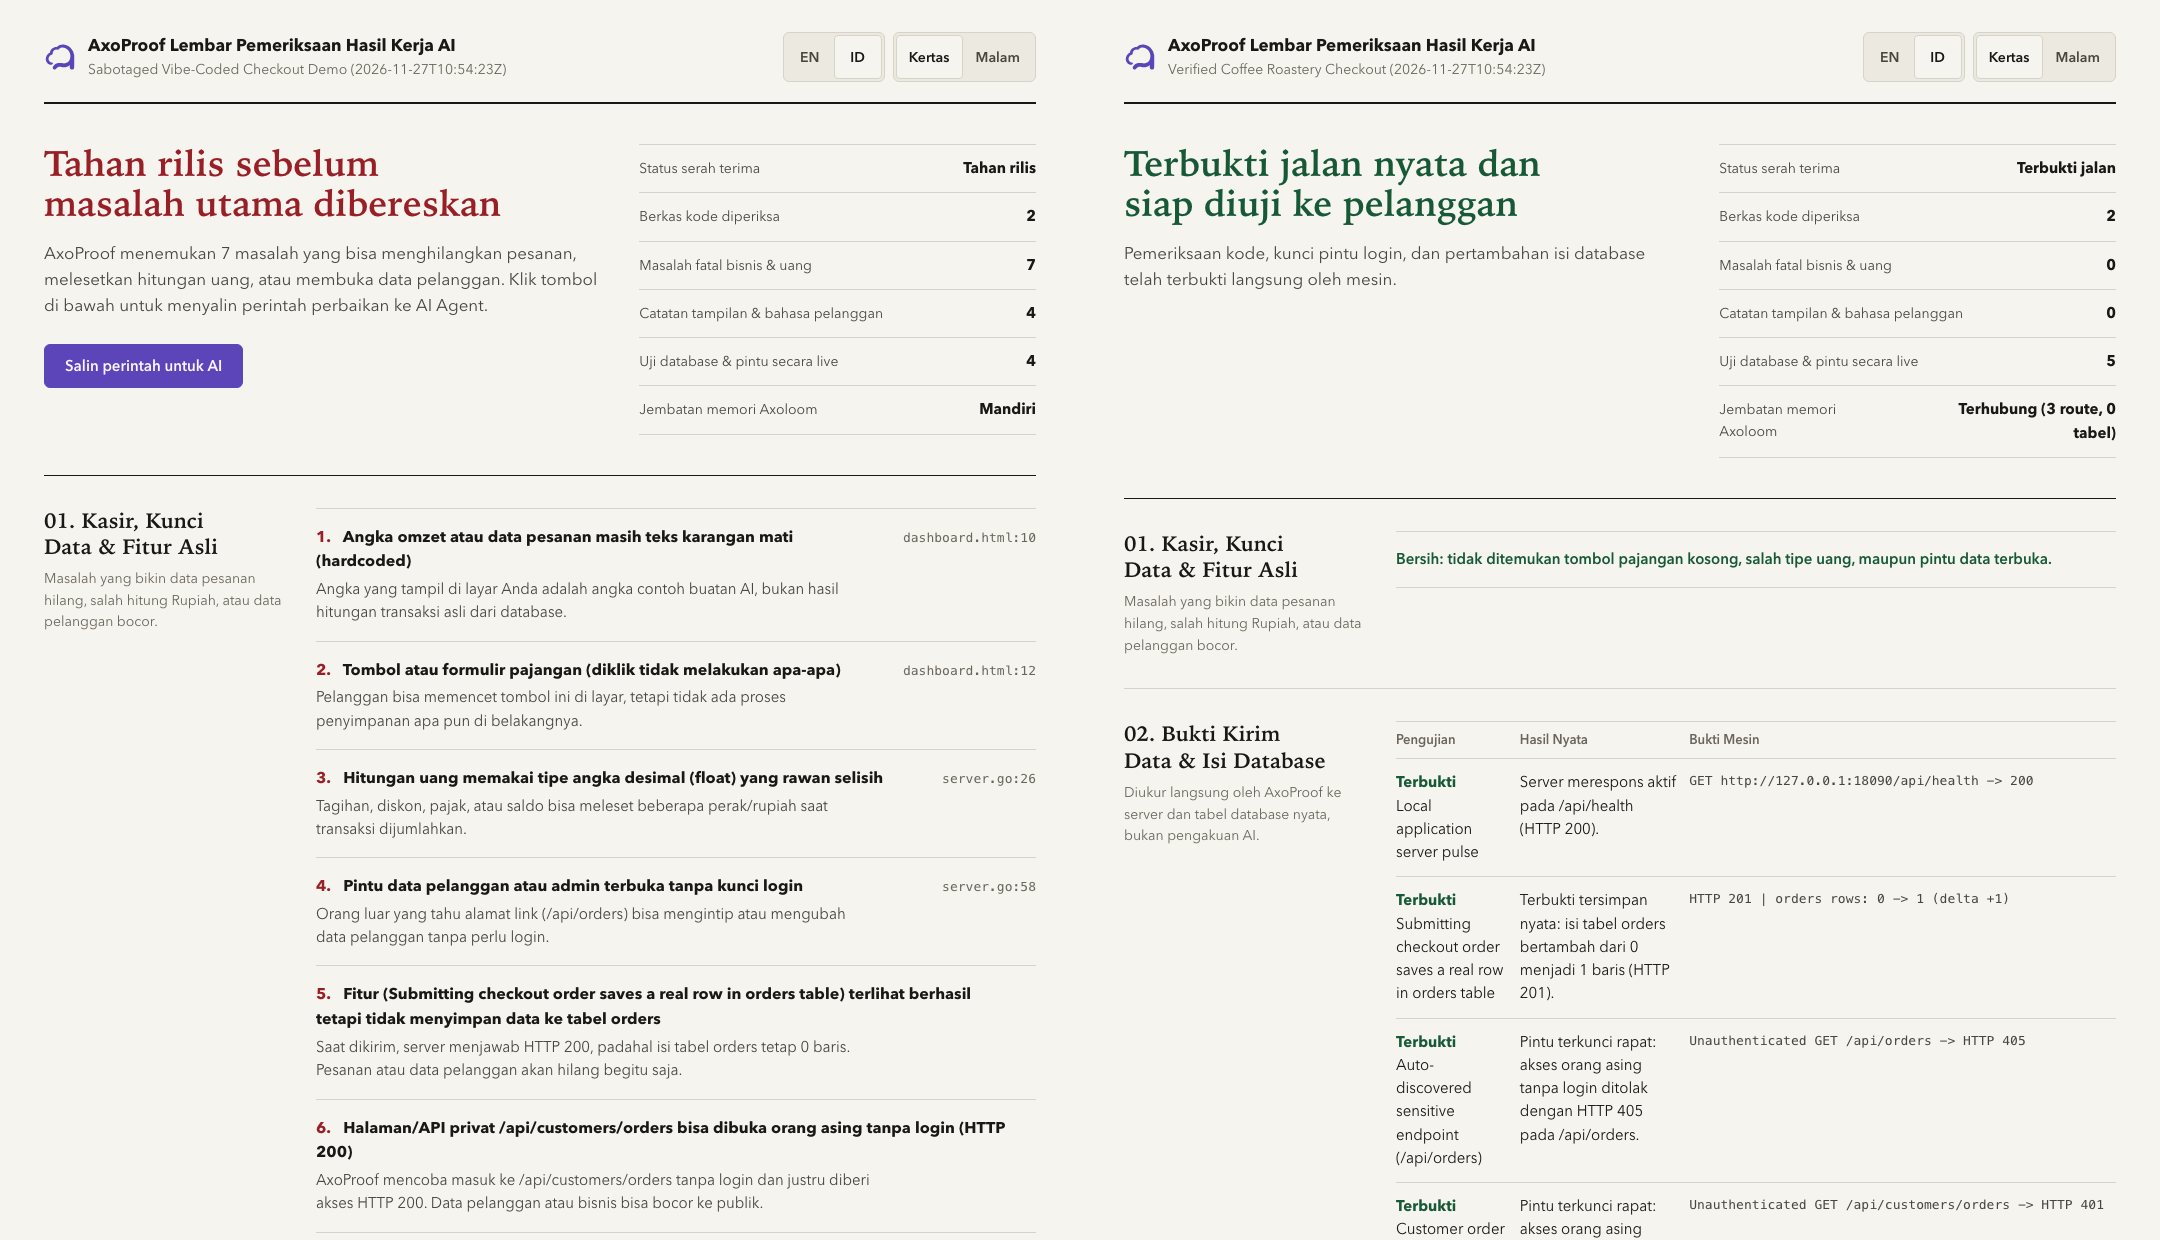 AxoProof Lembar Pemeriksaan Hasil Kerja AI
Sabotaged Vibe-Coded Checkout Demo (2026-11-27T10:54:23Z)
EN ID Kertas Malam
Tahan rilis sebelum
masalah utama dibereskan
AxoProof menemukan 7 masalah yang bisa menghilangkan pesanan,
melesetkan hitungan uang, atau membuka data pelanggan. Klik tombol
di bawah untuk menyalin perintah perbaikan ke AI Agent.
Salin perintah untuk AI
Status serah terima Tahan rilis
Berkas kode diperiksa 2
Masalah fatal bisnis & uang 7
Catatan tampilan & bahasa pelanggan 4
Uji database & pintu secara live 4
Jembatan memori Axoloom Mandiri
01. Kasir, Kunci
Data & Fitur Asli
Masalah yang bikin data pesanan
hilang, salah hitung Rupiah, atau data
pelanggan bocor.
1. Angka omzet atau data pesanan masih teks karangan mati dashboard.html:10
(hardcoded)
Angka yang tampil di layar Anda adalah angka contoh buatan AI, bukan hasil
hitungan transaksi asli dari database.
2. Tombol atau formulir pajangan (diklik tidak melakukan apa-apa) dashboard.html:12
Pelanggan bisa memencet tombol ini di layar, tetapi tidak ada proses
penyimpanan apa pun di belakangnya.
3. Hitungan uang memakai tipe angka desimal (float) yang rawan selisih server.go:26
Tagihan, diskon, pajak, atau saldo bisa meleset beberapa perak/rupiah saat
transaksi dijumlahkan.
4. Pintu data pelanggan atau admin terbuka tanpa kunci login server.go:58
Orang luar yang tahu alamat link (/api/orders) bisa mengintip atau mengubah
data pelanggan tanpa perlu login.
5. Fitur (Submitting checkout order saves a real row in orders table) terlihat berhasil
tetapi tidak menyimpan data ke tabel orders
Saat dikirim, server menjawab HTTP 200, padahal isi tabel orders tetap 0 baris.
Pesanan atau data pelanggan akan hilang begitu saja.
6. Halaman/API privat /api/customers/orders bisa dibuka orang asing tanpa login (HTTP
200)
AxoProof mencoba masuk ke /api/customers/orders tanpa login dan justru diberi
akses HTTP 200. Data pelanggan atau bisnis bisa bocor ke publik.
AxoProof Lembar Pemeriksaan Hasil Kerja AI
Verified Coffee Roastery Checkout (2026-11-27T10:54:23Z)
EN ID Kertas Malam
Terbukti jalan nyata dan
siap diuji ke pelanggan
Pemeriksaan kode, kunci pintu login, dan pertambahan isi database
telah terbukti langsung oleh mesin.
Status serah terima Terbukti jalan
Berkas kode diperiksa 2
Masalah fatal bisnis & uang 0
Catatan tampilan & bahasa pelanggan 0
Uji database & pintu secara live 5
Jembatan memori Terhubung (3 route, 0
Axoloom tabel)
01. Kasir, Kunci
Data & Fitur Asli
Masalah yang bikin data pesanan
hilang, salah hitung Rupiah, atau data
pelanggan bocor.
Bersih: tidak ditemukan tombol pajangan kosong, salah tipe uang, maupun pintu data terbuka.
02. Bukti Kirim
Data & Isi Database
Diukur langsung oleh AxoProof ke
server dan tabel database nyata,
bukan pengakuan AI.
Pengujian Hasil Nyata Bukti Mesin
Terbukti
Local
application
server pulse
Server merespons aktif
pada /api/health
(HTTP 200).
GET http://127.0.0.1:18090/api/health -> 200
Terbukti
Submitting
checkout order
saves a real row
in orders table
Terbukti tersimpan
nyata: isi tabel orders
bertambah dari 0
menjadi 1 baris (HTTP
201).
HTTP 201 | orders rows: 0 -> 1 (delta +1)
Terbukti
Auto-
discovered
sensitive
endpoint
(/api/orders)
Pintu terkunci rapat:
akses orang asing
tanpa login ditolak
dengan HTTP 405
pada /api/orders.
Unauthenticated GET /api/orders -> HTTP 405
Terbukti
Customer order
Pintu terkunci rapat:
akses orang asing
Unauthenticated GET /api/customers/orders -> HTTP 401